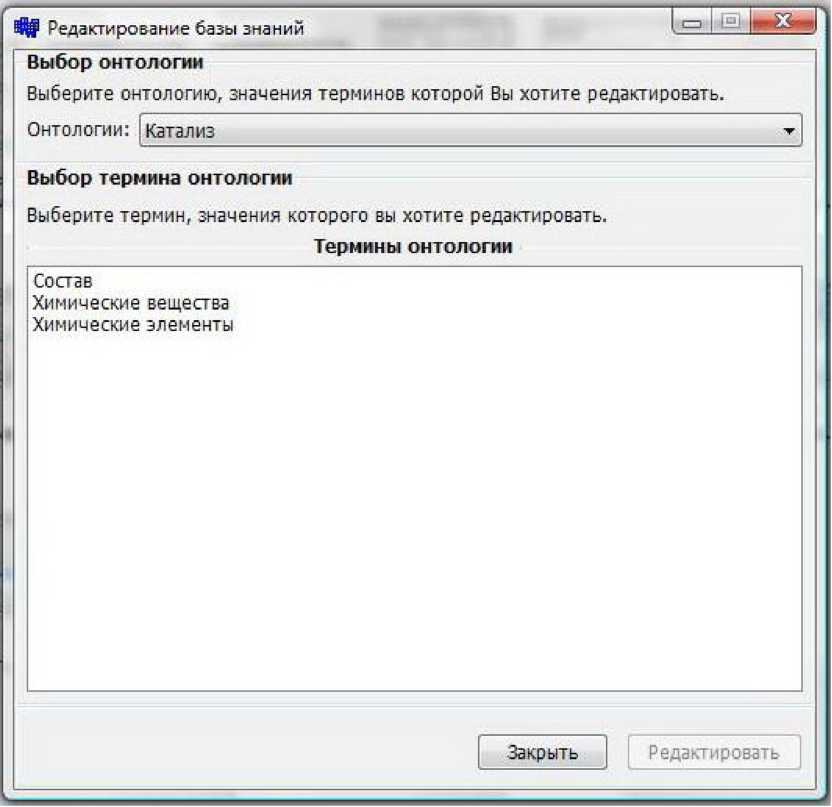 Редактирование базы знаний
Выбор онтологии
Выберите онтологию, значения терминов которой Вы хотите редактировать.
Онтологии: Катализ
Выбор термина онтологии
Выберите термин, значения которого вы хотите редактировать.
Термины онтологии
Состав
Химические вещества
Химические элементы
Закрыть Редактировать